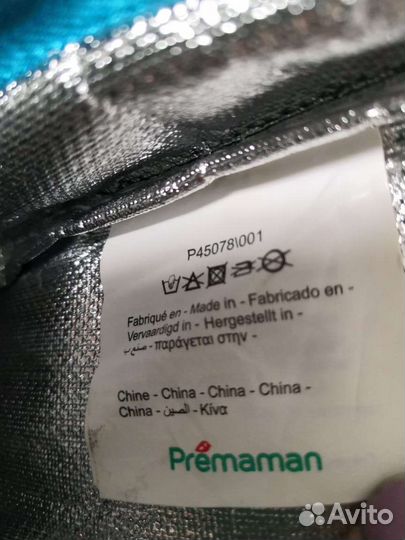 P45078\001
Fabriqué en - Made in - Fabricado en -
Vervaardigd in - Hergestellt in -
صنع ب - παράγεται στην -
Chine - China - China - China -
China - الصين - Κίνα
Prémaman
Avito